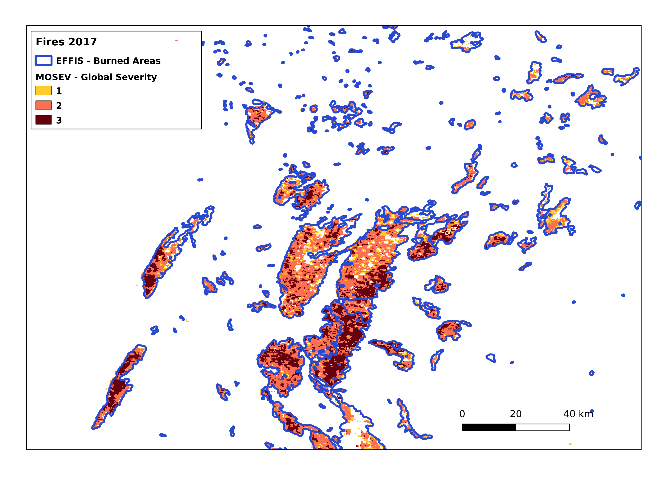 Fires 2017
EFFIS - Burned Areas
MOSEV - Global Severity
1
2
3
0 20 40 km